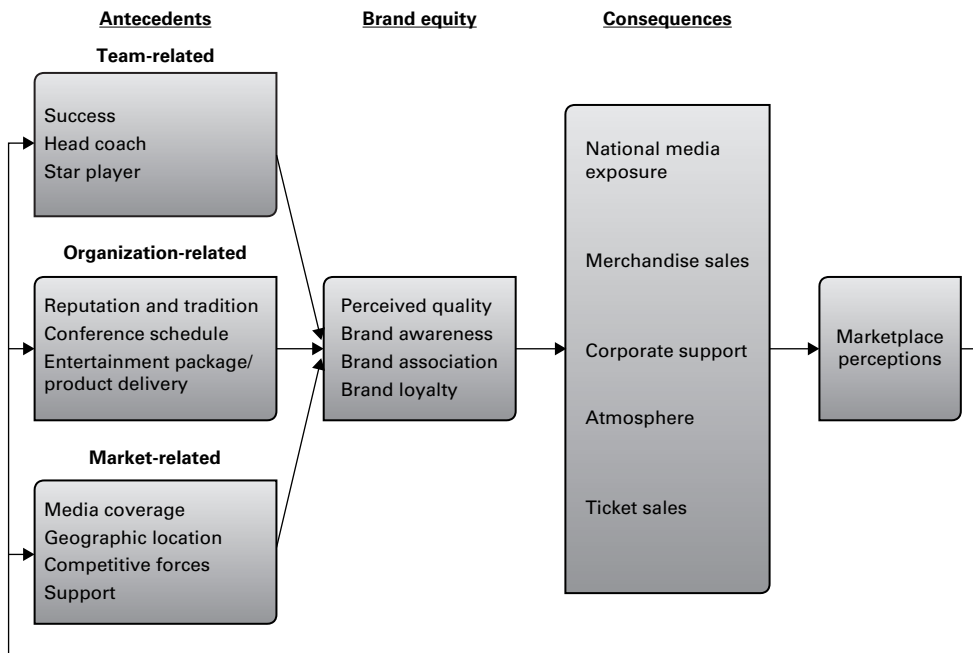 Antecedents
Brand equity
Consequences
Team-related
Success
Head coach
Star player
Organization-related
Reputation and tradition
Conference schedule
Entertainment package/
product delivery
Market-related
Media coverage
Geographic location
Competitive forces
Support
Perceived quality
Brand awareness
Brand association
Brand loyalty
National media
exposure
Merchandise sales
Corporate support
Atmosphere
Ticket sales
Marketplace
perceptions